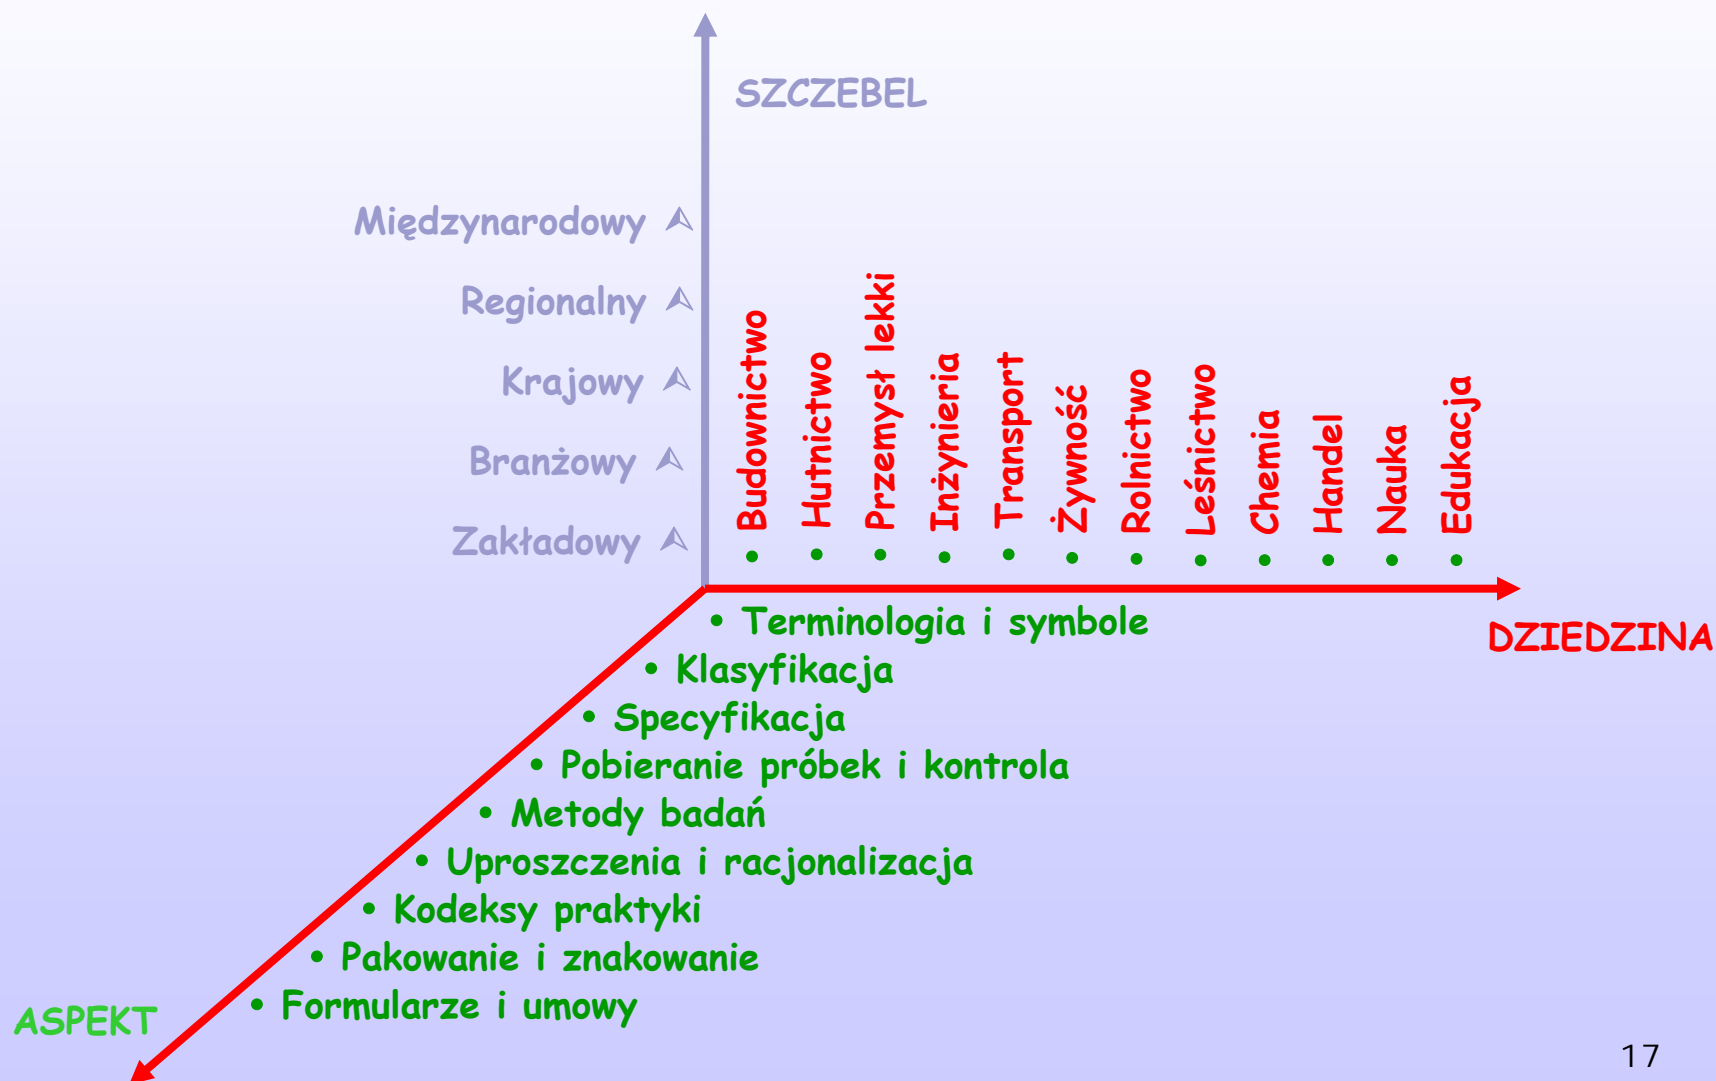 SZCZEBEL
Międzynarodowy
Regionalny
Krajowy
Branżowy
Zakładowy
• Budownictwo
• Hutnictwo
• Przemysł lekki
• Inżynieria
• Transport
• Żywność
• Rolnictwo
• Leśnictwo
• Chemia
• Handel
• Nauka
• Edukacja
DZIEDZINA
• Terminologia i symbole
• Klasyfikacja
• Specyfikacja
• Pobieranie próbek i kontrola
• Metody badań
• Uproszczenia i racjonalizacja
• Kodeksy praktyki
• Pakowanie i znakowanie
• Formularze i umowy
ASPEKT
17